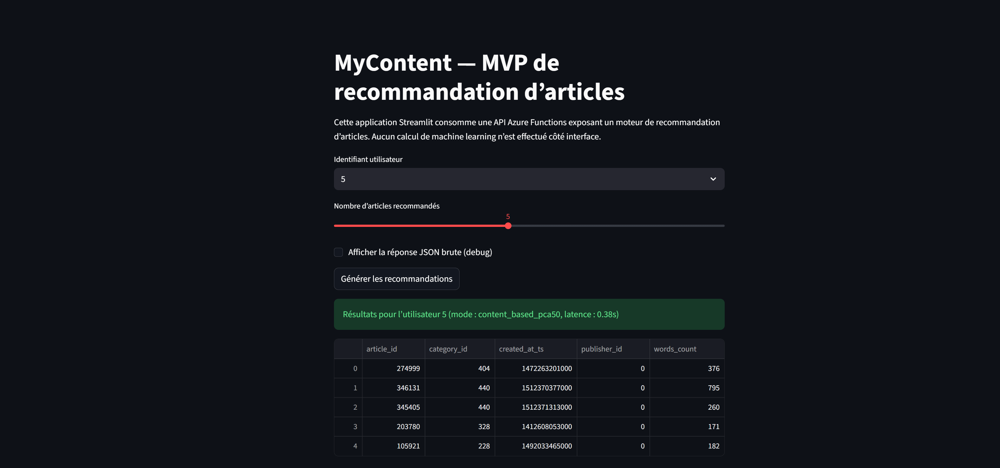 MyContent — MVP de
recommandation d’articles
Cette application Streamlit consomme une API Azure Functions exposant un moteur de recommandation
d’articles. Aucun calcul de machine learning n’est effectué côté interface.
Identifiant utilisateur
5
Nombre d’articles recommandés
5
Afficher la réponse JSON brute (debug)
Générer les recommandations
Résultats pour l’utilisateur 5 (mode : content_based_pca50, latence : 0.38s)
article_id category_id created_at_ts publisher_id words_count
0 274999 404 1472263201000 0 376
1 346131 440 1512370377000 0 795
2 345405 440 1512371313000 0 260
3 203780 328 1412608053000 0 171
4 105921 228 1492033465000 0 182